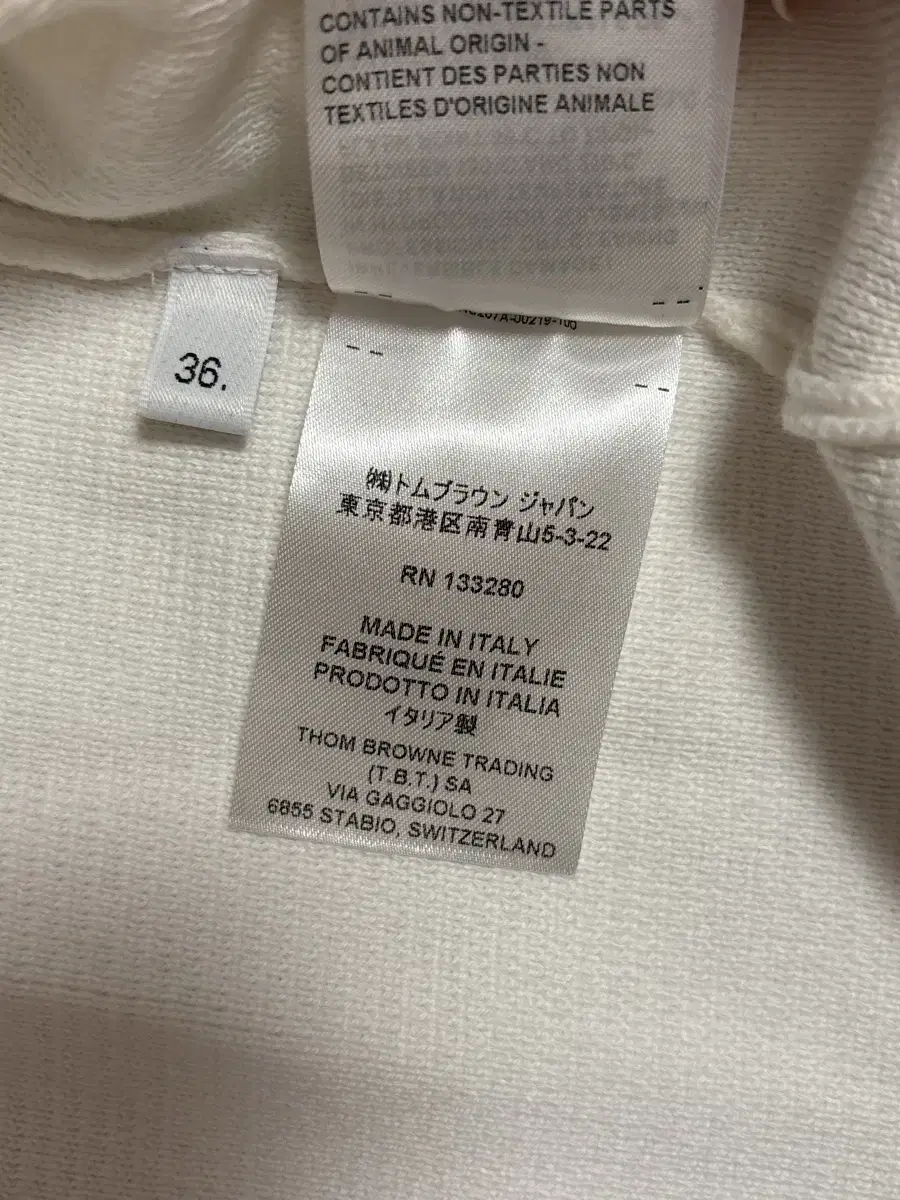 CONTAINS NON-TEXTILE PARTS
OF ANIMAL ORIGIN -
CONTIENT DES PARTIES NON
TEXTILES D'ORIGINE ANIMALE
36.
㈱トムブラウン ジャパン
東京都港区南青山5-3-22
RN 133280
MADE IN ITALY
FABRIQUÉ EN ITALIE
PRODOTTO IN ITALIA
イタリア製
THOM BROWNE TRADING
(T.B.T.) SA
VIA GAGGIOLO 27
6855 STABIO, SWITZERLAND